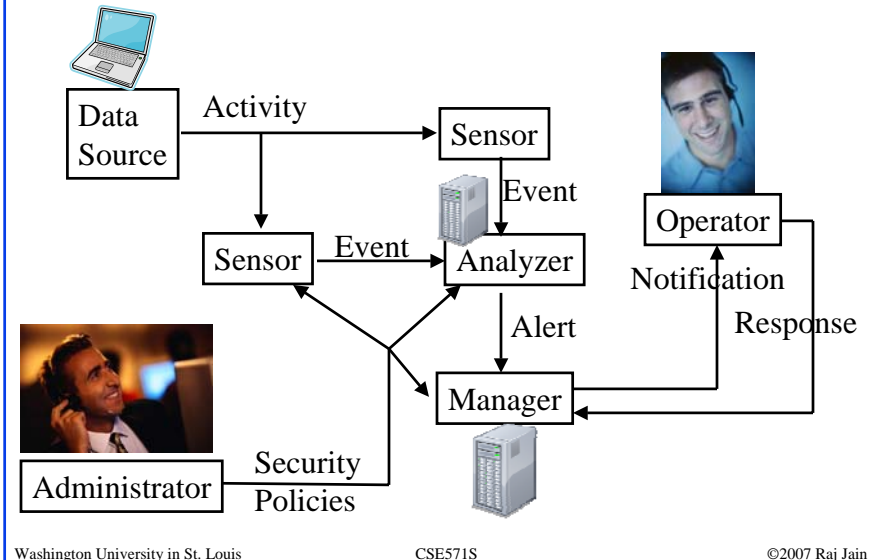 Data
Source
Activity
Sensor
Event
Operator
Sensor
Event
Analyzer
Notification
Alert
Response
Manager
Administrator
Security
Policies
Washington University in St. Louis
CSE571S
©2007 Raj Jain